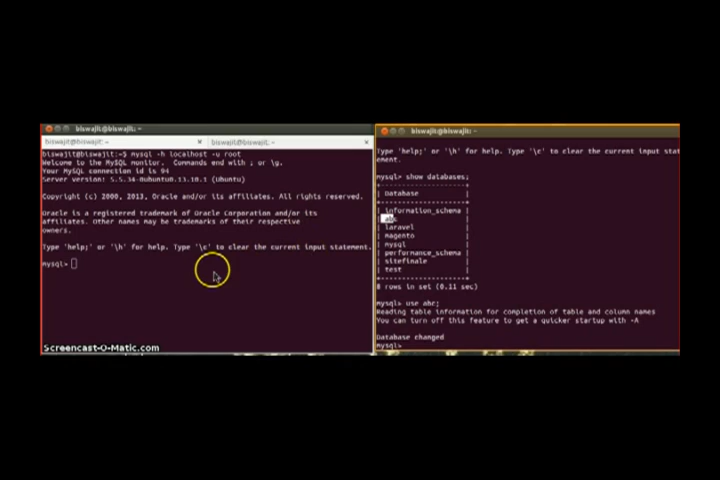 biswajit@biswajit: ~
biswajit@biswajit: ~ × biswajit@biswajit: ~ ×
biswajit@biswajit:~$ mysql -h localhost -u root
Welcome to the MySQL monitor.  Commands end with ; or \g.
Your MySQL connection id is 94
Server version: 5.5.34-0ubuntu0.13.10.1 (Ubuntu)
Copyright (c) 2000, 2013, Oracle and/or its affiliates. All rights reserved.
Oracle is a registered trademark of Oracle Corporation and/or its
affiliates. Other names may be trademarks of their respective
owners.
Type 'help;' or '\h' for help. Type '\c' to clear the current input statement.
mysql>
Screencast-O-Matic.com
biswajit@biswajit: ~
Type 'help;' or '\h' for help. Type '\c' to clear the current input stat
ement.
mysql> show databases;
+--------------------+
| Database           |
+--------------------+
| information_schema |
| abc                |
| laravel            |
| magento            |
| mysql              |
| performance_schema |
| sitefinale         |
| test               |
+--------------------+
8 rows in set (0.11 sec)
mysql> use abc;
Reading table information for completion of table and column names
You can turn off this feature to get a quicker startup with -A
Database changed
mysql>